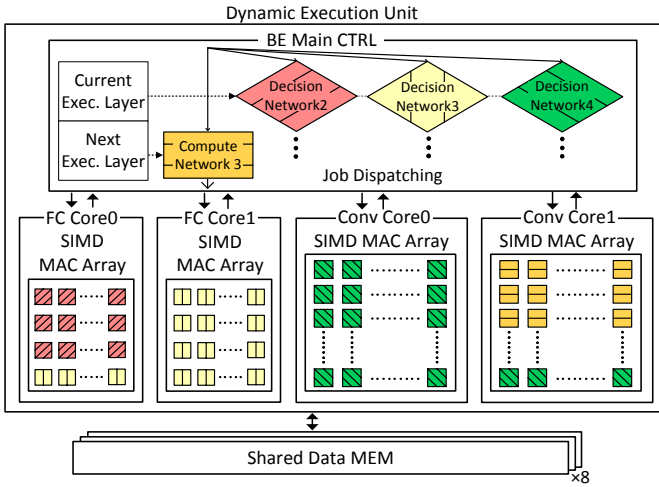 Dynamic Execution Unit
BE Main CTRL
Current
Exec. Layer
Next
Exec. Layer
Decision
Network2
Decision
Network3
Decision
Network4
Compute
Network 3
Job Dispatching
FC Core0
SIMD
MAC Array
FC Core1
SIMD
MAC Array
Conv Core0
SIMD MAC Array
Conv Core1
SIMD MAC Array
Shared Data MEM
×8